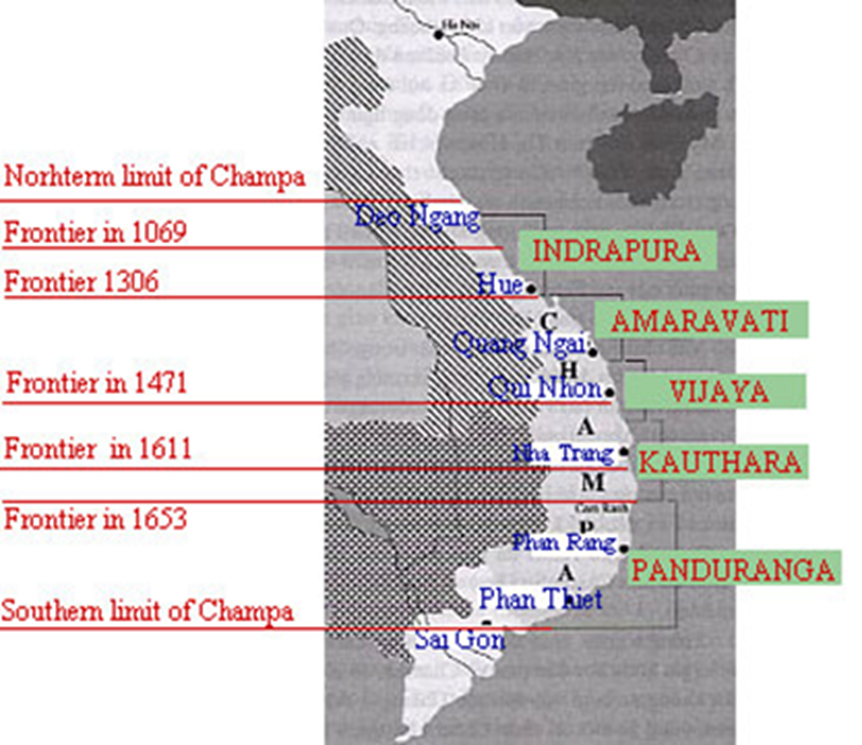 Ha Noi
Norhterm limit of Champa
Deo Ngang
Frontier in 1069
INDRAPURA
Frontier 1306
Hue
C
AMARAVATI
Quang Ngai
H
Frontier in 1471
Qui Nhon
VIJAYA
A
Frontier in 1611
Nha Trang
KAUTHARA
M
Cam Ranh
Frontier in 1653
P
Phan Rang
PANDURANGA
A
Phan Thiet
Southern limit of Champa
Sai Gon